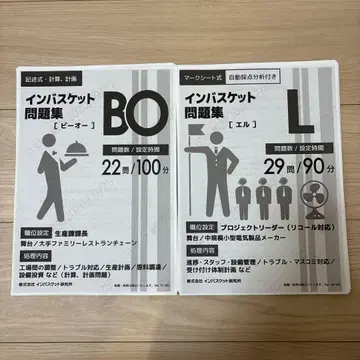 記述式・計算、計画
インバスケット
問題集
[ビーオー]
BO
問題数／設定時間
22問/100分
職位設定 生産課課長
舞台／大手ファミリーレストランチェーン
処理内容
工場間の調整／トラブル対応／生産計画／原料調達／
設備投資 など（計算、計画問題）
株式会社 インバスケット研究所
マークシート式
自動採点分析付き
インバスケット
問題集
[エル]
L
問題数／設定時間
29問/90分
職位設定 プロジェクトリーダー（リコール対応）
舞台／中規模小型電気製品メーカー
処理内容
進捗・スタッフ・設備管理／トラブル・マスコミ対応／
受け付け体制計画 など
株式会社 インバスケット研究所